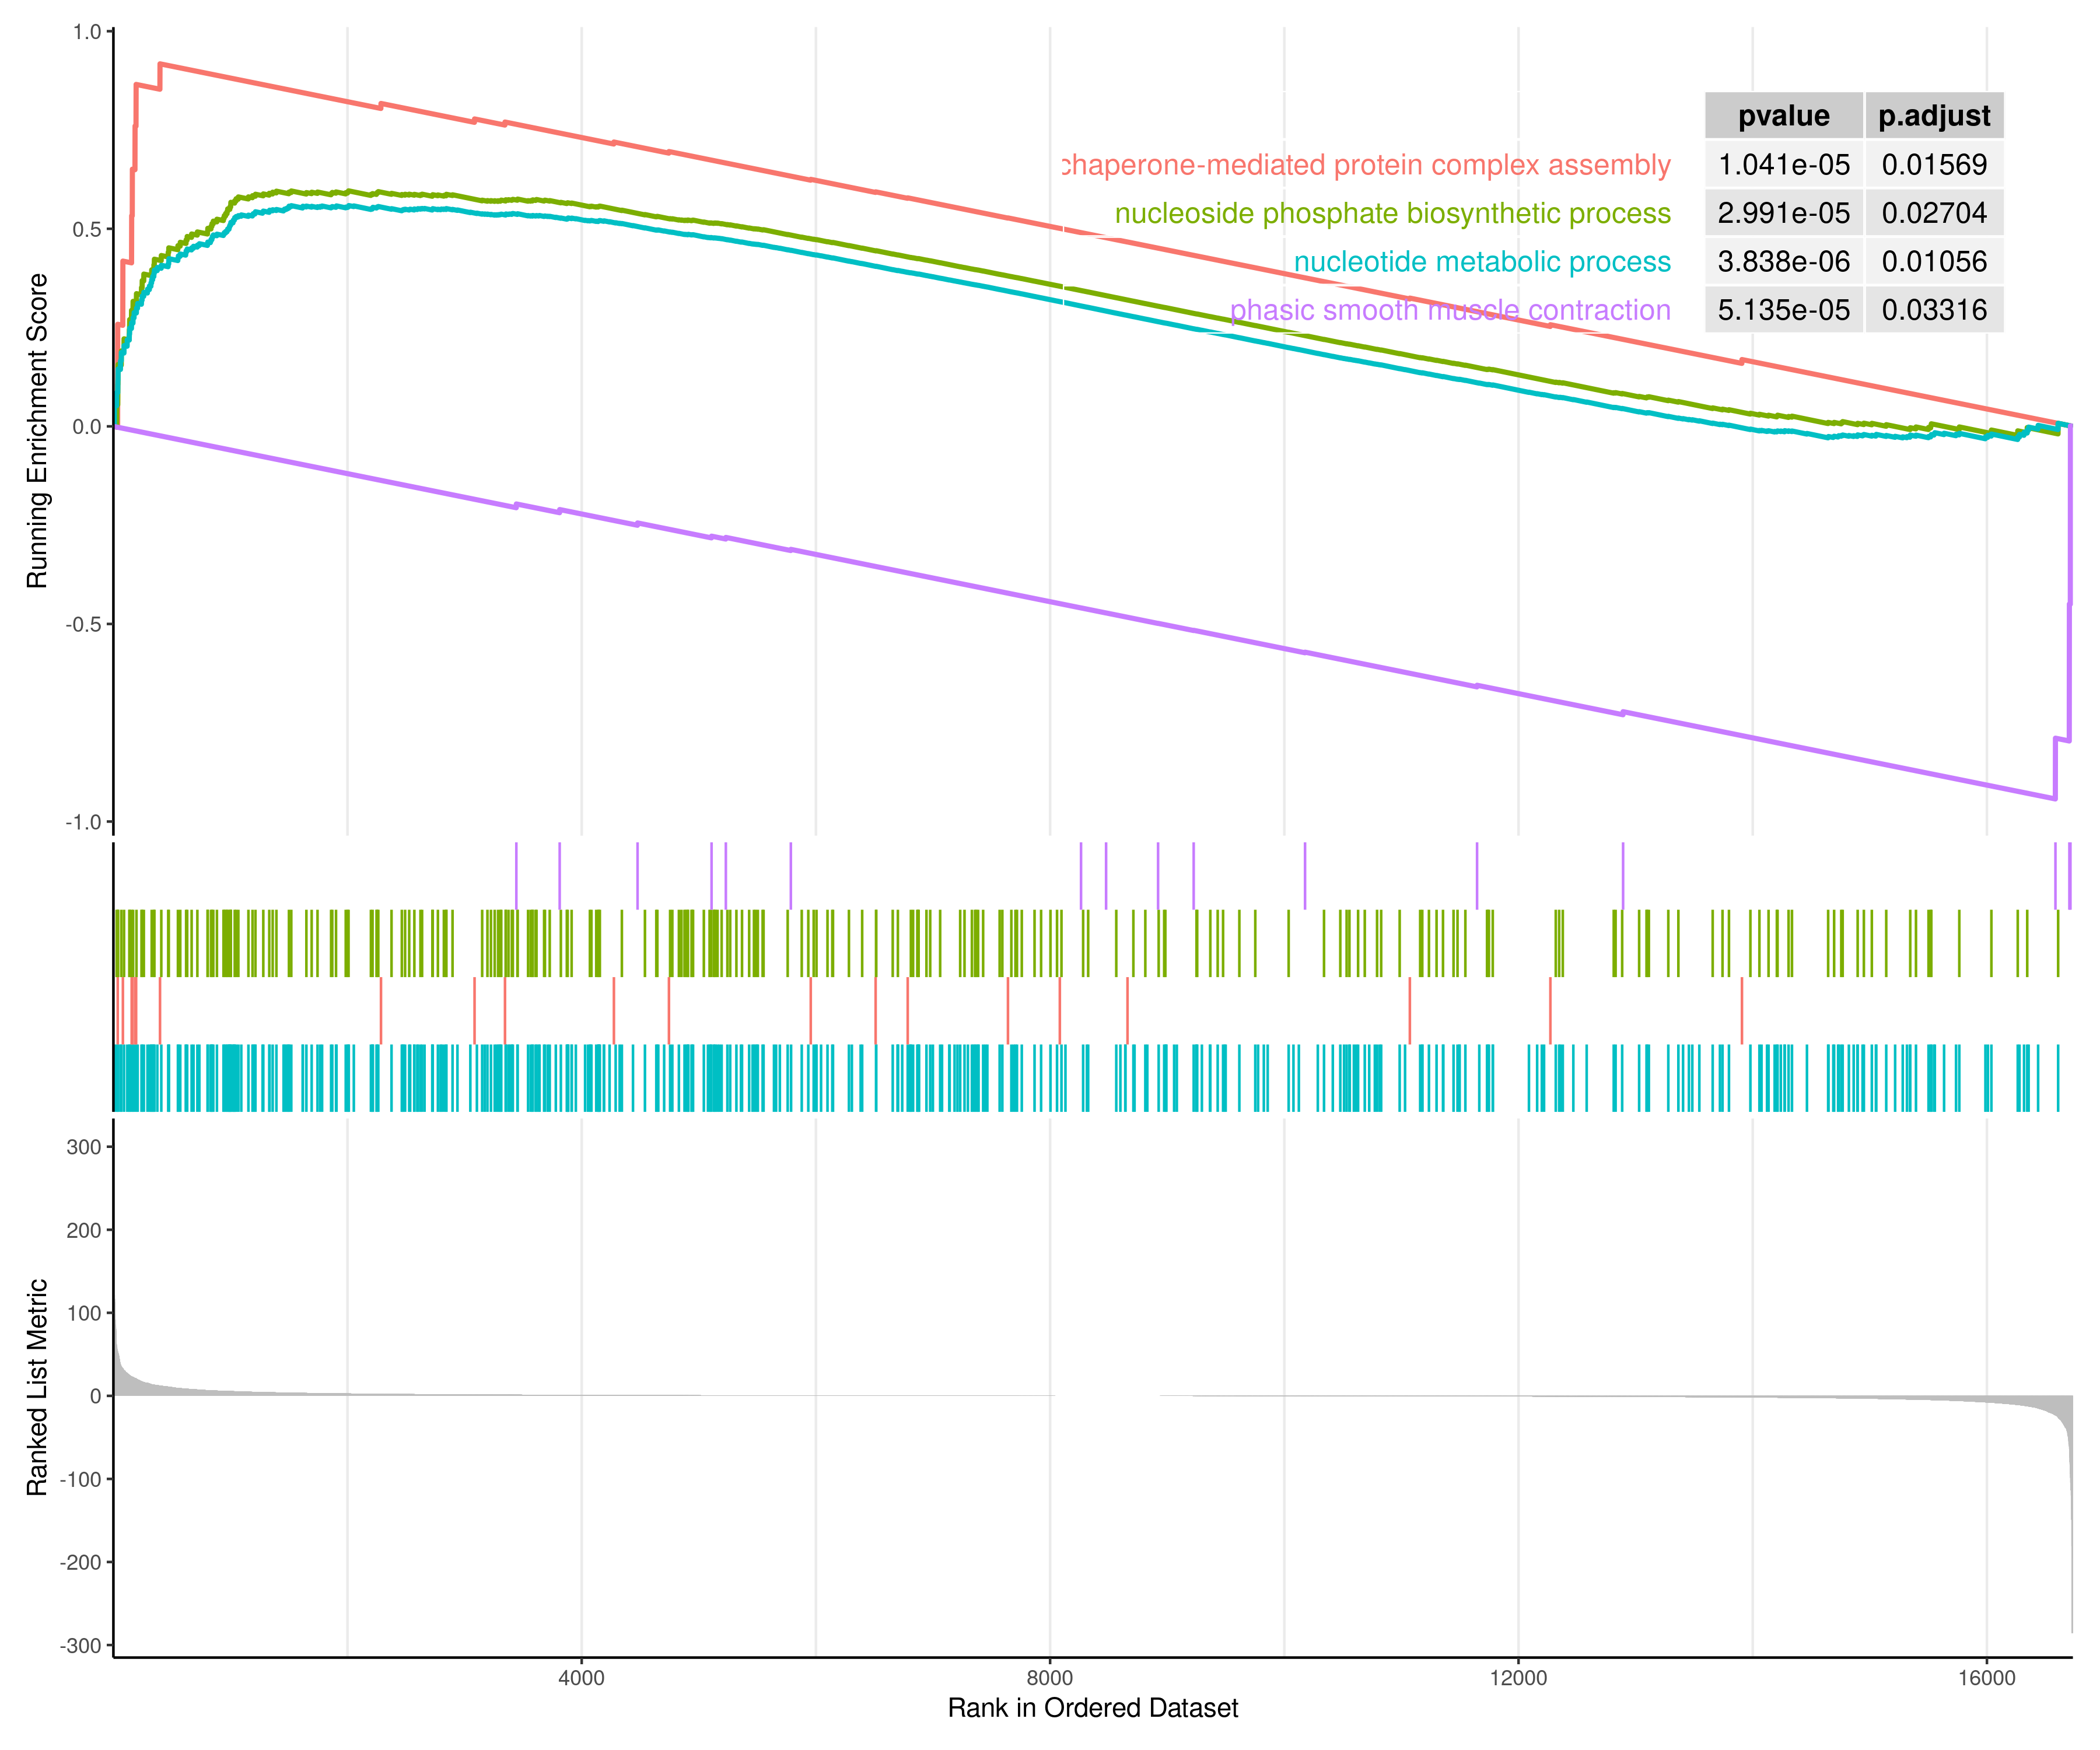 1.0
0.5
0.0
-0.5
-1.0
Running Enrichment Score
pvalue p.adjust
chaperone-mediated protein complex assembly 1.041e-05 0.01569
nucleoside phosphate biosynthetic process 2.991e-05 0.02704
nucleotide metabolic process 3.838e-06 0.01056
phasic smooth muscle contraction 5.135e-05 0.03316
300
200
100
0
-100
-200
-300
Ranked List Metric
4000 8000 12000 16000
Rank in Ordered Dataset